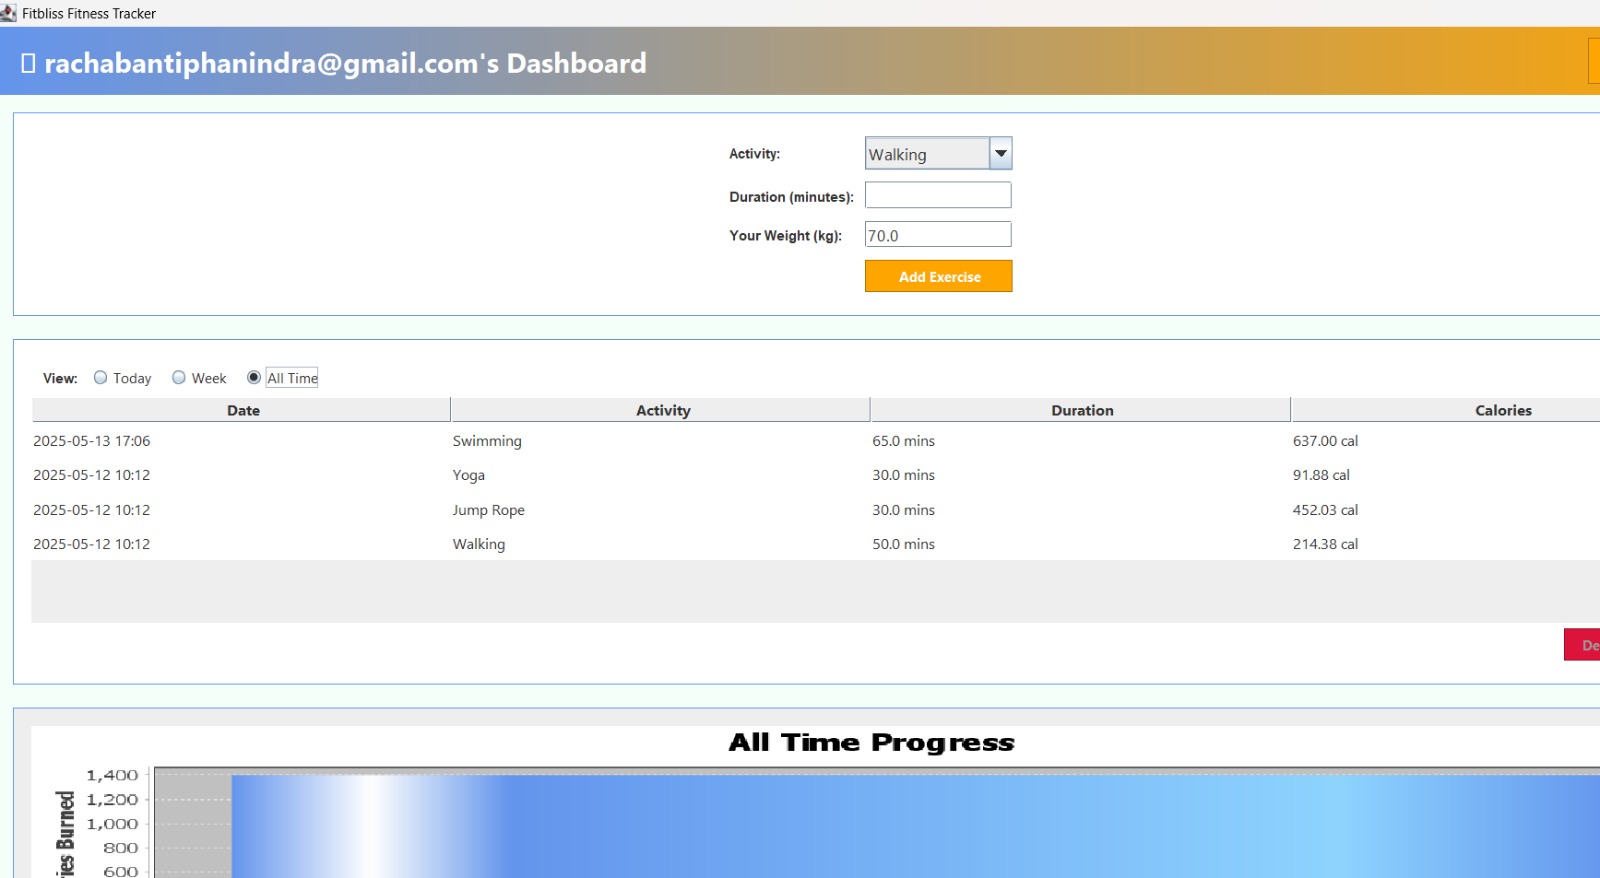 Fitbliss Fitness Tracker
rachabantiphanindra@gmail.com's Dashboard
Activity: Walking
Duration (minutes):
Your Weight (kg): 70.0
Add Exercise
View: Today Week All Time
Date Activity Duration Calories
2025-05-13 17:06 Swimming 65.0 mins 637.00 cal
2025-05-12 10:12 Yoga 30.0 mins 91.88 cal
2025-05-12 10:12 Jump Rope 30.0 mins 452.03 cal
2025-05-12 10:12 Walking 50.0 mins 214.38 cal
De
All Time Progress
1,400
1,200
1,000
800
600
Burned